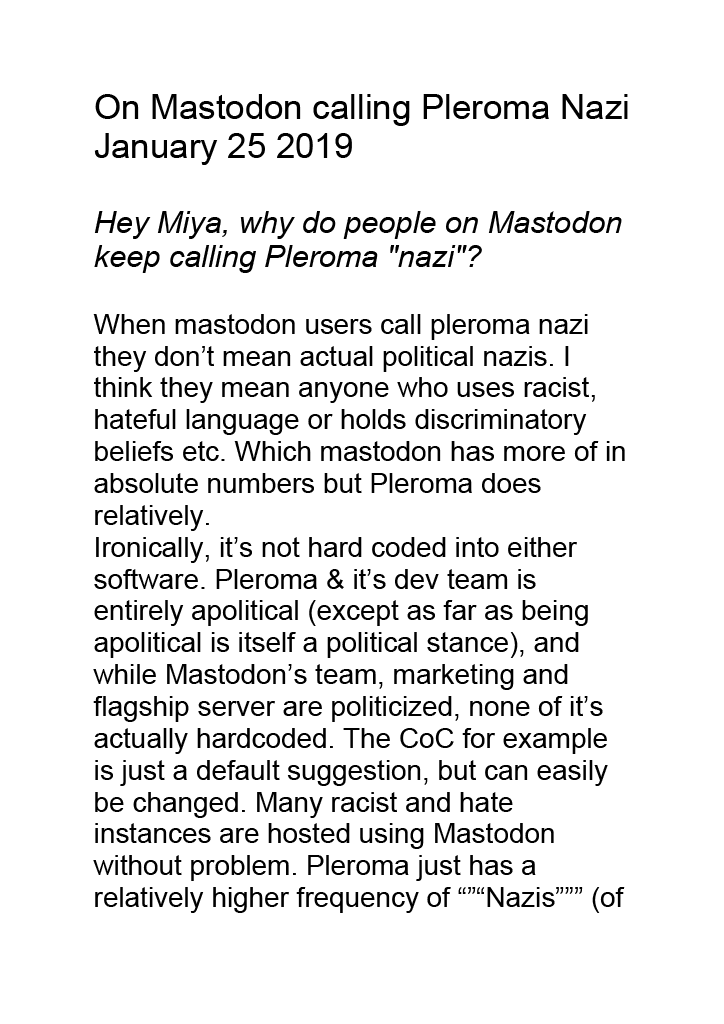 On Mastodon calling Pleroma Nazi
January 25 2019
Hey Miya, why do people on Mastodon
keep calling Pleroma "nazi"?
When mastodon users call pleroma nazi
they don’t mean actual political nazis. I
think they mean anyone who uses racist,
hateful language or holds discriminatory
beliefs etc. Which mastodon has more of in
absolute numbers but Pleroma does
relatively.
Ironically, it’s not hard coded into either
software. Pleroma & it’s dev team is
entirely apolitical (except as far as being
apolitical is itself a political stance), and
while Mastodon’s team, marketing and
flagship server are politicized, none of it’s
actually hardcoded. The CoC for example
is just a default suggestion, but can easily
be changed. Many racist and hate
instances are hosted using Mastodon
without problem. Pleroma just has a
relatively higher frequency of “”“Nazis””” (of